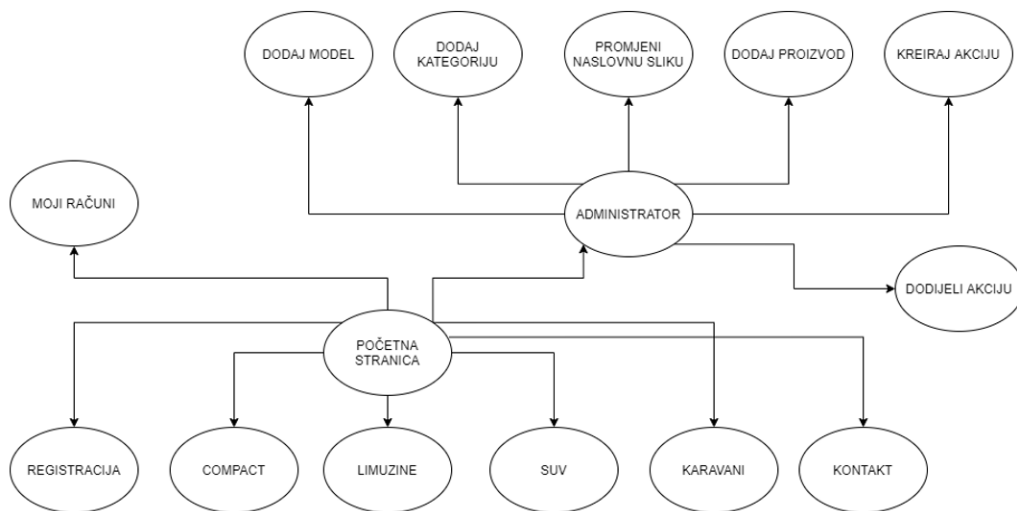 DODAJ MODEL
DODAJ
KATEGORIJU
PROMJENI
NASLOVNU SLIKU
DODAJ PROIZVOD
KREIRAJ AKCIJU
MOJI RAČUNI
ADMINISTRATOR
DODIJELI AKCIJU
POČETNA
STRANICA
REGISTRACIJA
COMPACT
LIMUZINE
SUV
KARAVANI
KONTAKT